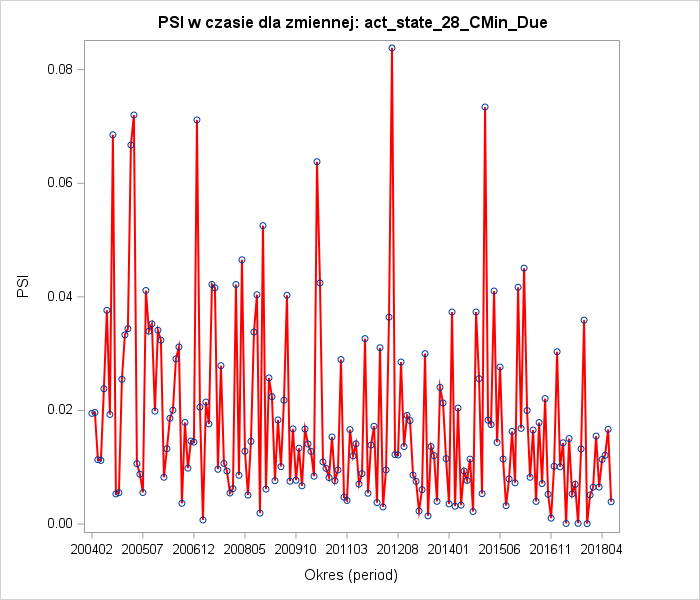 PSI w czasie dla zmiennej: act_state_28_CMin_Due
0.08
0.06
0.04
0.02
0.00
PSI
200402 200507 200612 200805 200910 201103 201208 201401 201506 201611 201804
Okres (period)